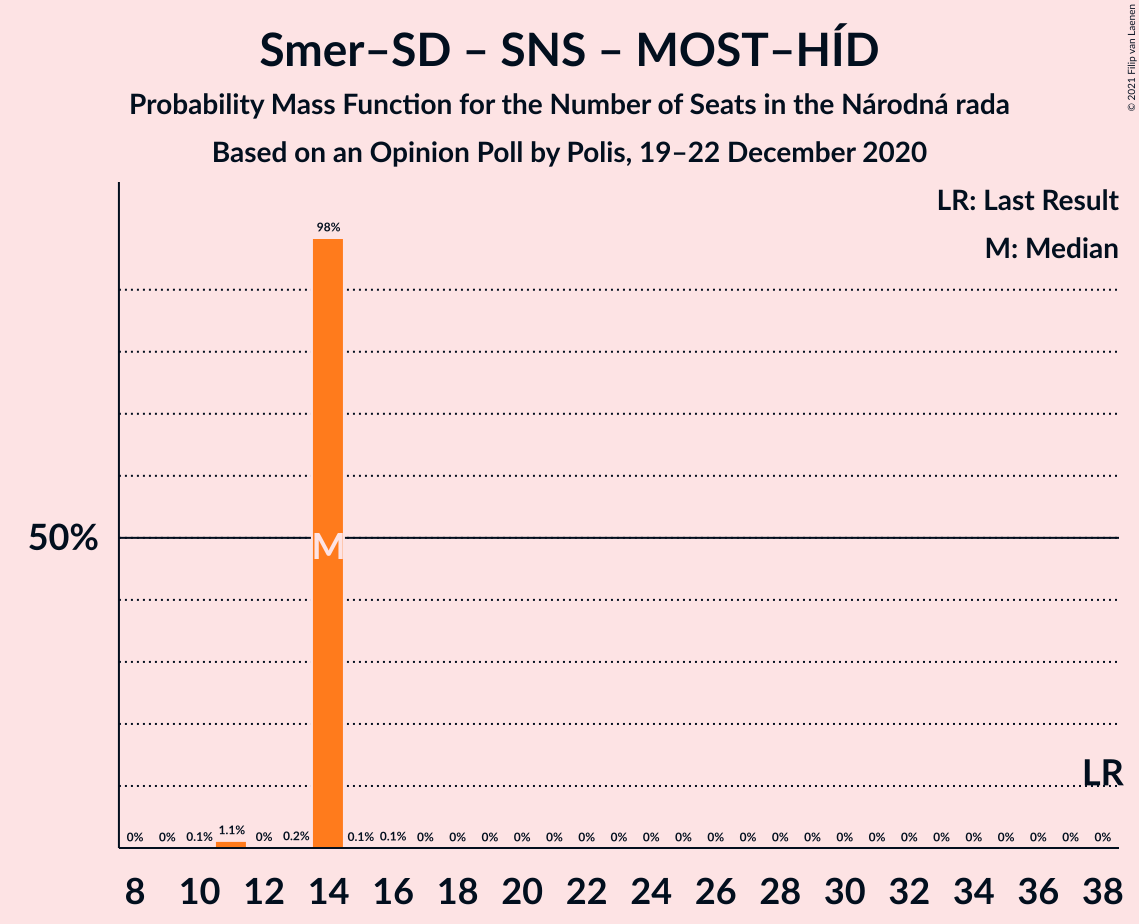 Smer–SD – SNS – MOST–HÍD
Probability Mass Function for the Number of Seats in the Národná rada
Based on an Opinion Poll by Polis, 19–22 December 2020
© 2021 Filip van Laenen
LR: Last Result
M: Median
98%
50%
M
LR
0% 0% 0.1% 1.1% 0% 0.2% 0.1% 0.1% 0% 0% 0% 0% 0% 0% 0% 0% 0% 0% 0% 0% 0% 0% 0% 0% 0% 0% 0% 0% 0% 0%
8 10 12 14 16 18 20 22 24 26 28 30 32 34 36 38